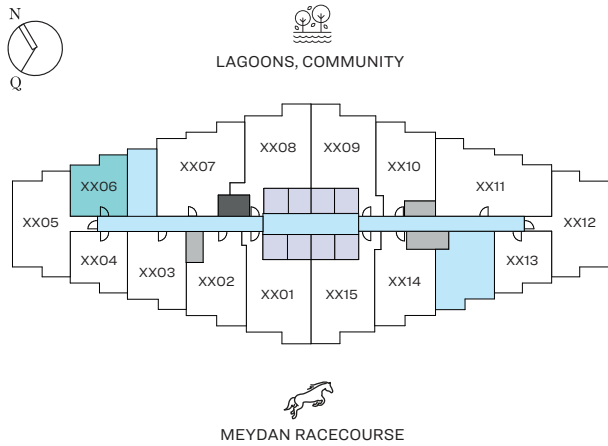 N
Q
LAGOONS, COMMUNITY
XX08
XX09
XX07
XX10
XX06
XX11
XX05
XX12
XX04
XX03
XX02
XX14
XX13
XX01
XX15
MEYDAN RACECOURSE